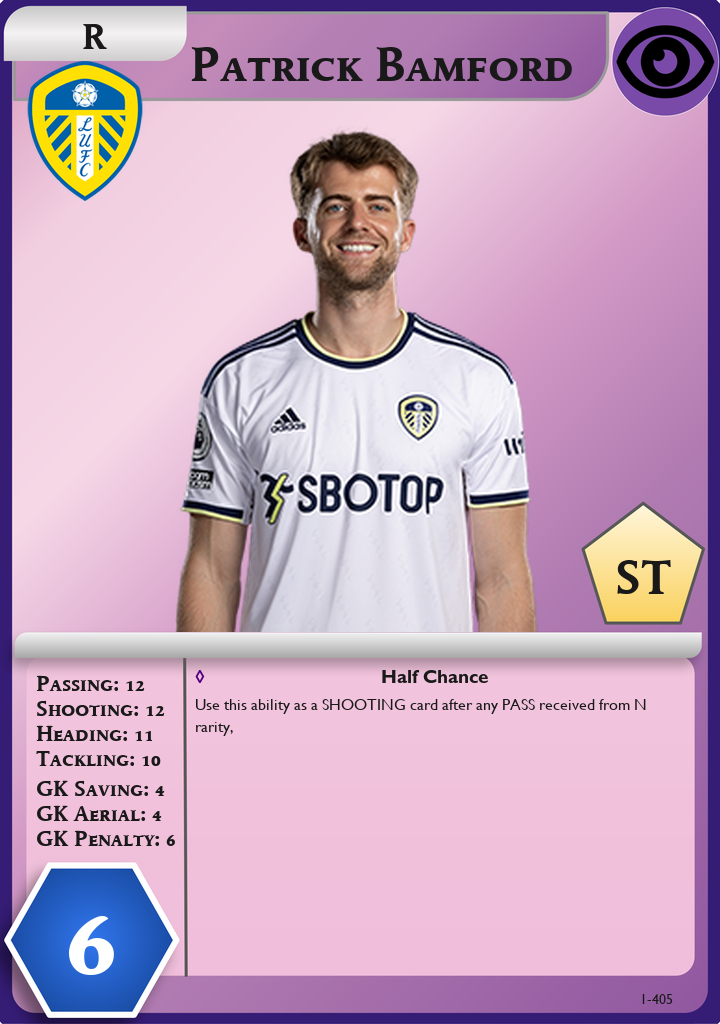 R
Patrick Bamford
LUFC
adidas
SBOTOP
ST
Passing: 12
Shooting: 12
Heading: 11
Tackling: 10
GK Saving: 4
GK Aerial: 4
GK Penalty: 6
6
Half Chance
Use this ability as a SHOOTING card after any PASS received from N
rarity,
1-405